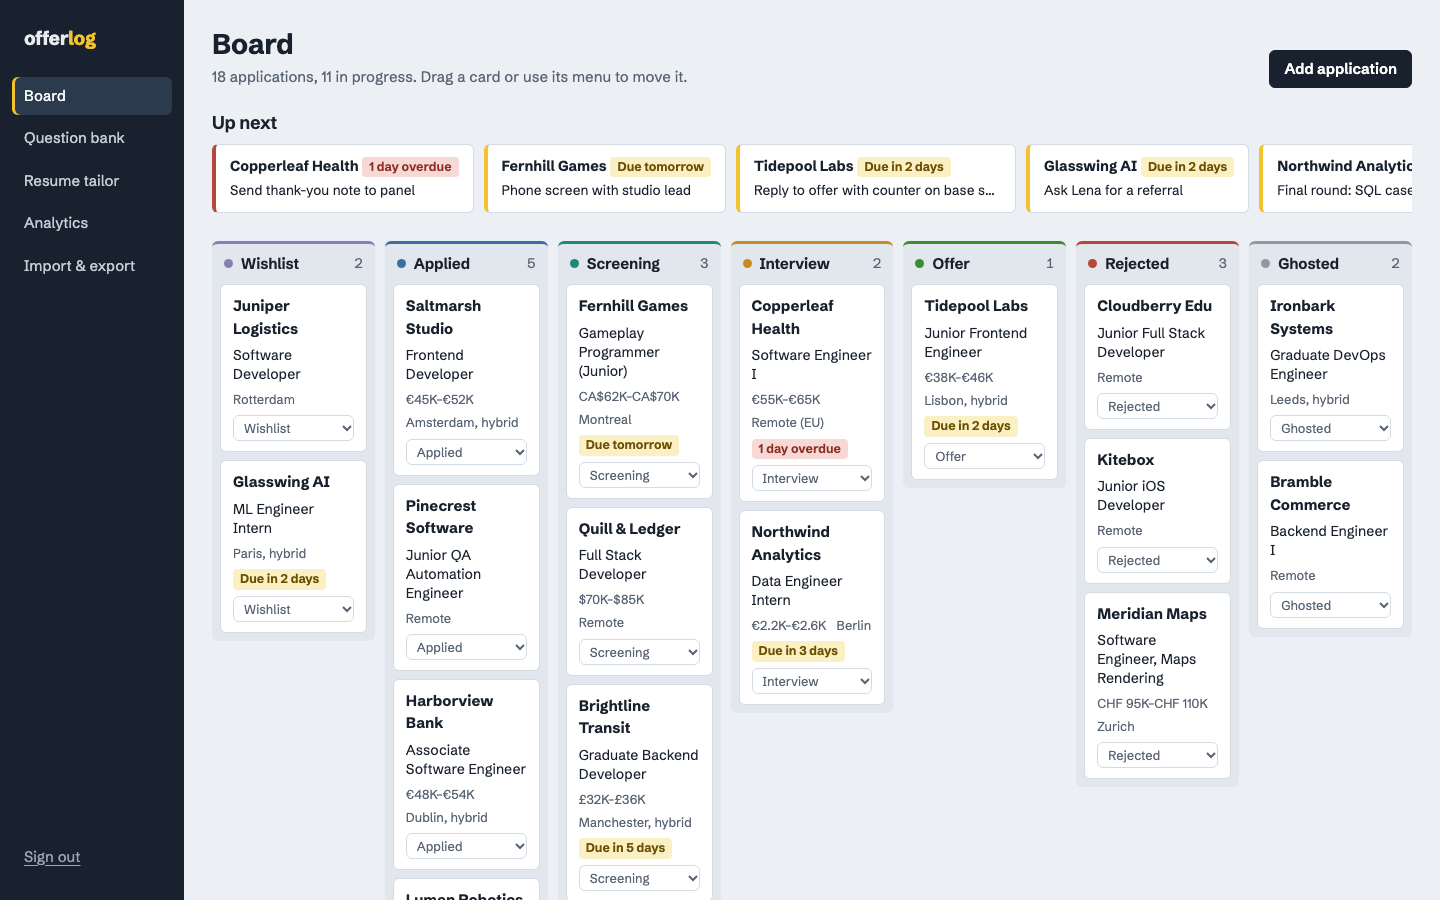 offerlog
Board
Question bank
Resume tailor
Analytics
Import & export
Sign out
Board
18 applications, 11 in progress. Drag a card or use its menu to move it.
Add application
Up next
Copperleaf Health 1 day overdue
Send thank-you note to panel
Fernhill Games Due tomorrow
Phone screen with studio lead
Tidepool Labs Due in 2 days
Reply to offer with counter on base s...
Glasswing AI Due in 2 days
Ask Lena for a referral
Northwind Analytic
Final round: SQL case
Wishlist 2
Juniper
Logistics
Software
Developer
Rotterdam
Wishlist
Glasswing AI
ML Engineer
Intern
Paris, hybrid
Due in 2 days
Wishlist
Applied 5
Saltmarsh
Studio
Frontend
Developer
€45K–€52K
Amsterdam, hybrid
Applied
Pinecrest
Software
Junior QA
Automation
Engineer
Remote
Applied
Harborview
Bank
Associate
Software Engineer
€48K–€54K
Dublin, hybrid
Applied
Lumen Robotics
Screening 3
Fernhill Games
Gameplay
Programmer
(Junior)
CA$62K–CA$70K
Montreal
Due tomorrow
Screening
Quill & Ledger
Full Stack
Developer
$70K–$85K
Remote
Screening
Brightline
Transit
Graduate Backend
Developer
£32K–£36K
Manchester, hybrid
Due in 5 days
Screening
Interview 2
Copperleaf
Health
Software Engineer
I
€55K–€65K
Remote (EU)
1 day overdue
Interview
Northwind
Analytics
Data Engineer
Intern
€2.2K–€2.6K Berlin
Due in 3 days
Interview
Offer 1
Tidepool Labs
Junior Frontend
Engineer
€38K–€46K
Lisbon, hybrid
Due in 2 days
Offer
Rejected 3
Cloudberry Edu
Junior Full Stack
Developer
Remote
Rejected
Kitebox
Junior iOS
Developer
Remote
Rejected
Meridian Maps
Software
Engineer, Maps
Rendering
CHF 95K–CHF 110K
Zurich
Rejected
Ghosted 2
Ironbark
Systems
Graduate DevOps
Engineer
Leeds, hybrid
Ghosted
Bramble
Commerce
Backend Engineer
I
Remote
Ghosted